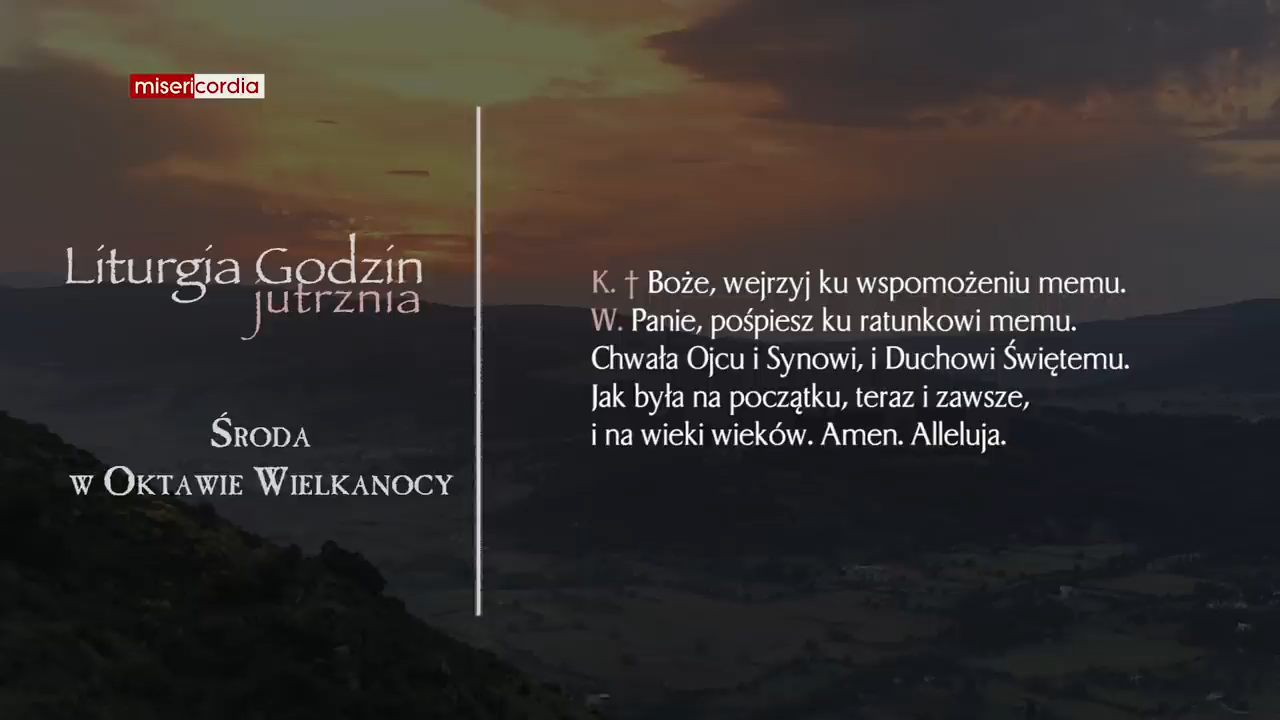 misericordia
Liturgia Godzin
jutrznia
Środa
w Oktawie Wielkanocy
K. † Boże, wejrzyj ku wspomożeniu memu.
W. Panie, pośpiesz ku ratunkowi memu.
Chwała Ojcu i Synowi, i Duchowi Świętemu.
Jak była na początku, teraz i zawsze,
i na wieki wieków. Amen. Alleluja.